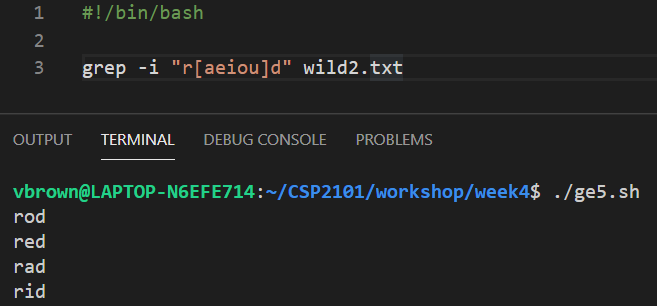 1 #!/bin/bash
2
3 grep -i "r[aeiou]d" wild2.txt
OUTPUT TERMINAL DEBUG CONSOLE PROBLEMS
vbrown@LAPTOP-N6EFE714:~/CSP2101/workshop/week4$ ./ge5.sh
rod
red
rad
rid